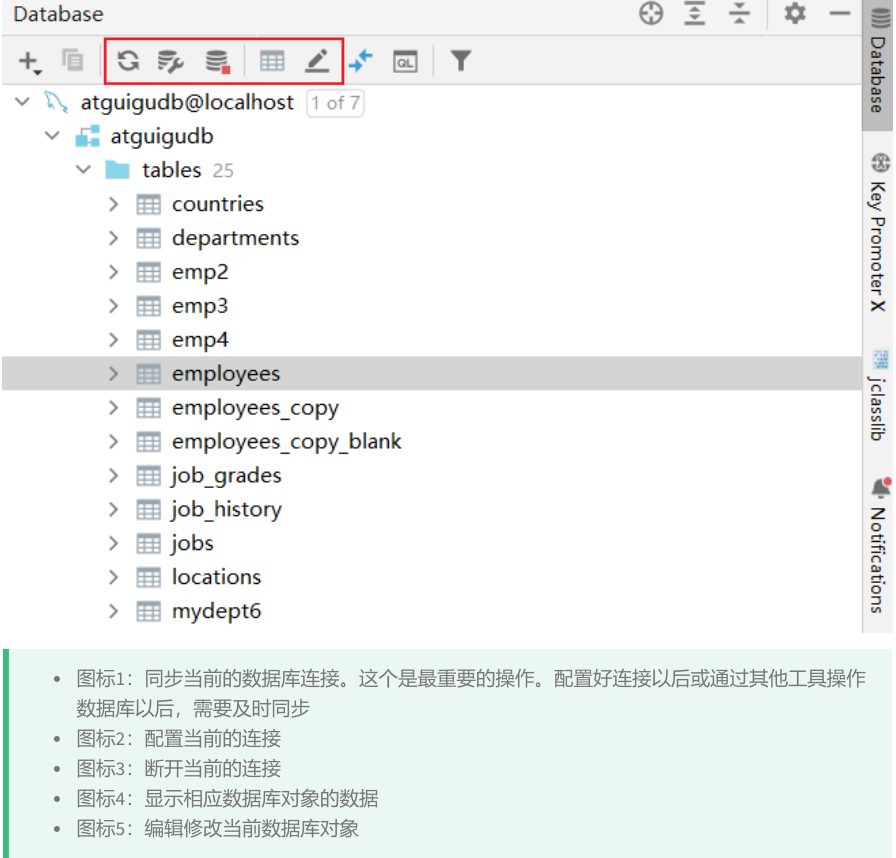 Database
QL
atguigudb@localhost 1 of 7
atguigudb
tables 25
countries
departments
emp2
emp3
emp4
employees
employees_copy
employees_copy_blank
job_grades
job_history
jobs
locations
mydept6
Database
Key Promoter X
jclasslib
Notifications
• 图标1：同步当前的数据库连接。这个是最重要的操作。配置好连接以后或通过其他工具操作
数据库以后，需要及时同步
• 图标2：配置当前的连接
• 图标3：断开当前的连接
• 图标4：显示相应数据库对象的数据
• 图标5：编辑修改当前数据库对象